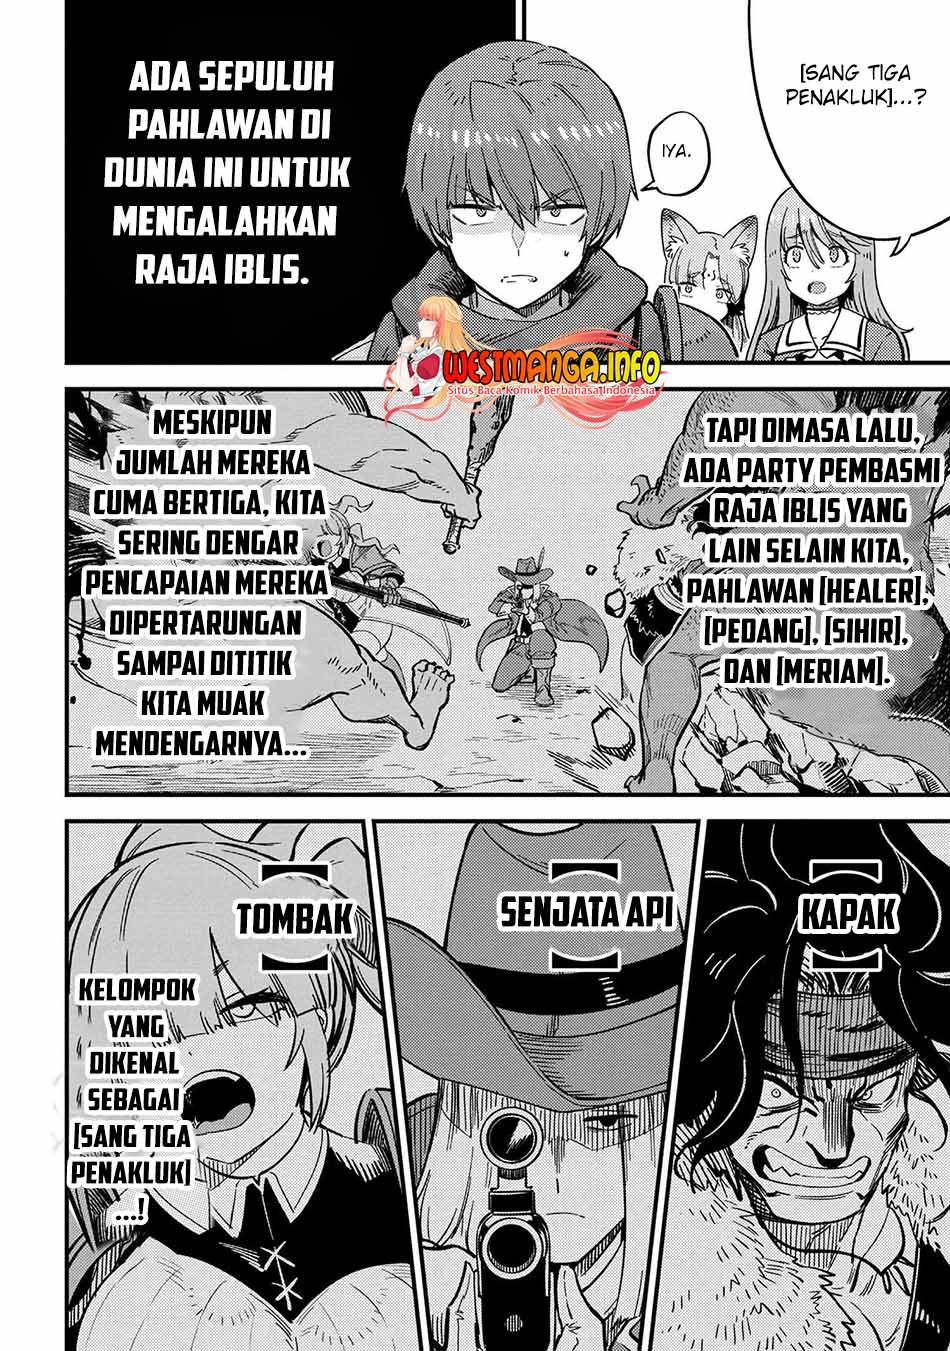 [SANG TIGA
PENAKLUK]...?
IYA.
ADA SEPULUH
PAHLAWAN DI
DUNIA INI UNTUK
MENGALAHKAN
RAJA IBLIS.
WESTMANGA.INFO
Situs Baca Komik Berbahasa Indonesia
TAPI DIMASA LALU,
ADA PARTY PEMBASMI
RAJA IBLIS YANG
LAIN SELAIN KITA,
PAHLAWAN [HEALER],
[PEDANG], [SIHIR],
DAN [MERIAM].
MESKIPUN
JUMLAH MEREKA
CUMA BERTIGA, KITA
SERING DENGAR
PENCAPAIAN MEREKA
DIPERTARUNGAN
SAMPAI DITITIK
KITA MUAK
MENDENGARNYA...
[KAPAK]
[SENJATA API]
[TOMBAK]
KELOMPOK
YANG
DIKENAL
SEBAGAI
[SANG TIGA
PENAKLUK]
...!